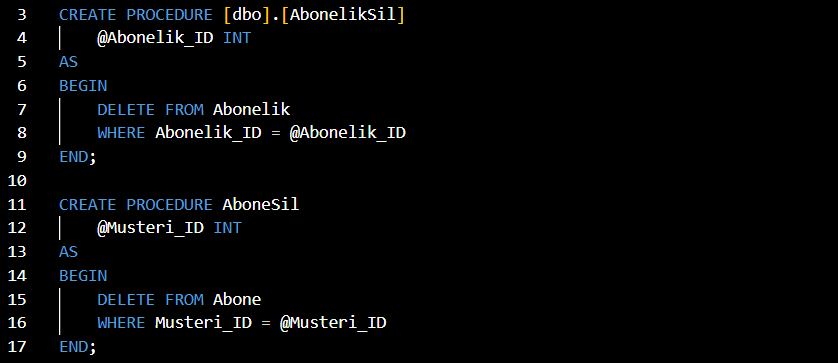 3 CREATE PROCEDURE [dbo].[AbonelikSil]
4     @Abonelik_ID INT
5 AS
6 BEGIN
7     DELETE FROM Abonelik
8     WHERE Abonelik_ID = @Abonelik_ID
9 END;
10
11 CREATE PROCEDURE AboneSil
12     @Musteri_ID INT
13 AS
14 BEGIN
15     DELETE FROM Abone
16     WHERE Musteri_ID = @Musteri_ID
17 END;